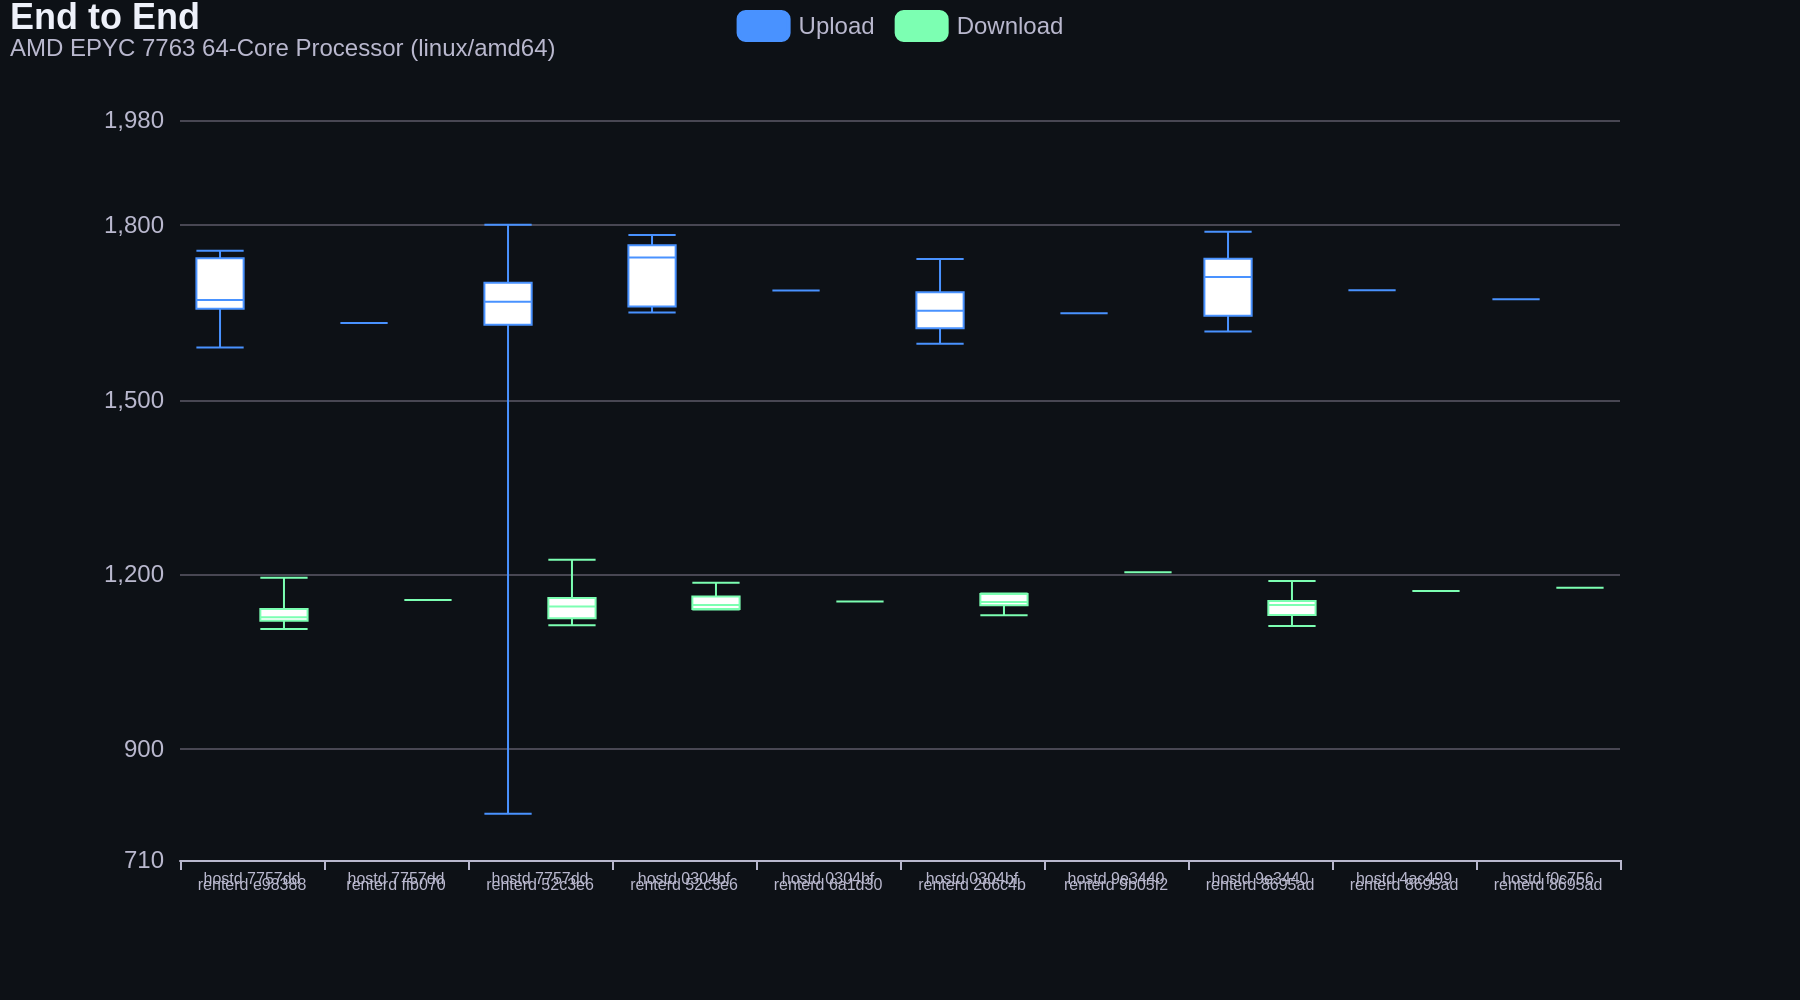 End to End
AMD EPYC 7763 64-Core Processor (linux/amd64)
Upload
Download
1,980
1,800
1,500
1,200
900
710
hostd 7757dd
renterd e98388
hostd 7757dd
renterd
hostd 7757dd
renterd 52c3e6
hostd 0304bf
renterd 52c3e6
hostd 0304bf
renterd 6a1d30
hostd 0304bf
renterd 266c4b
hostd 9e3440
renterd 9b05f2
hostd 9e3440
renterd 8695ad
hostd 4ac499
renterd 8695ad
hostd f0c756
renterd 8695ad